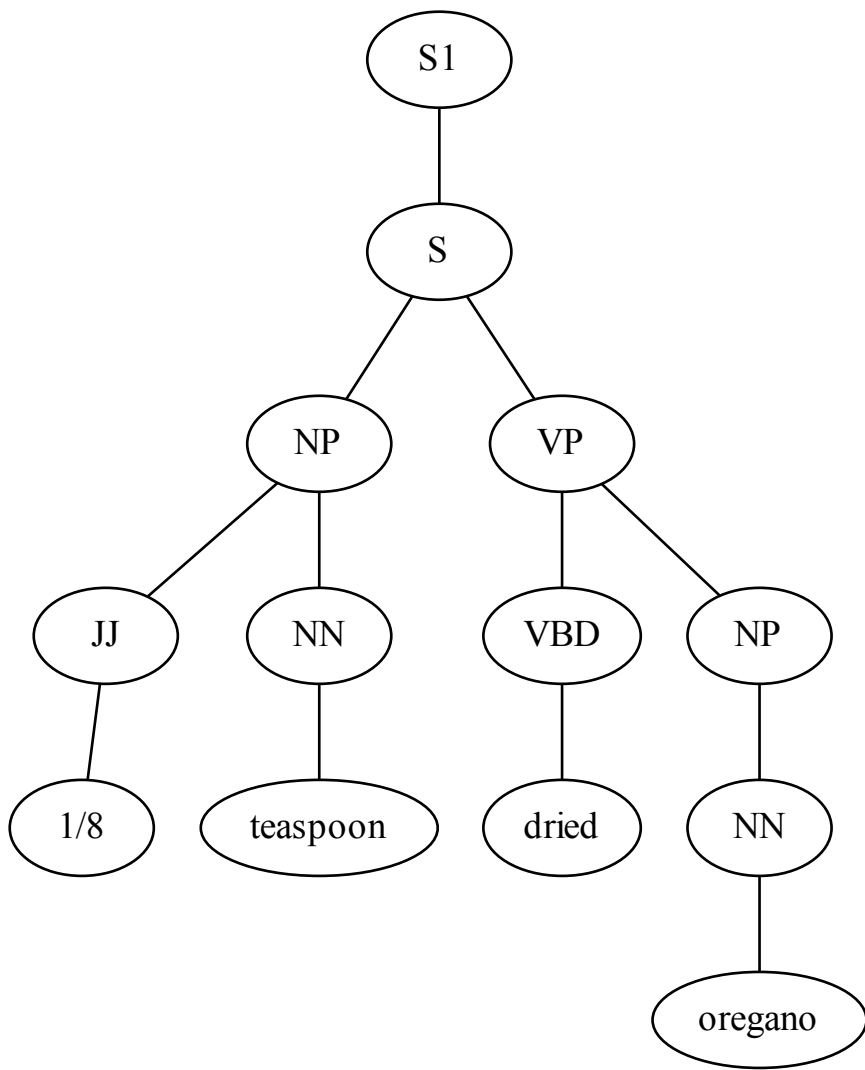 S1
S
NP VP
JJ NN VBD NP
1/8 teaspoon dried NN
oregano